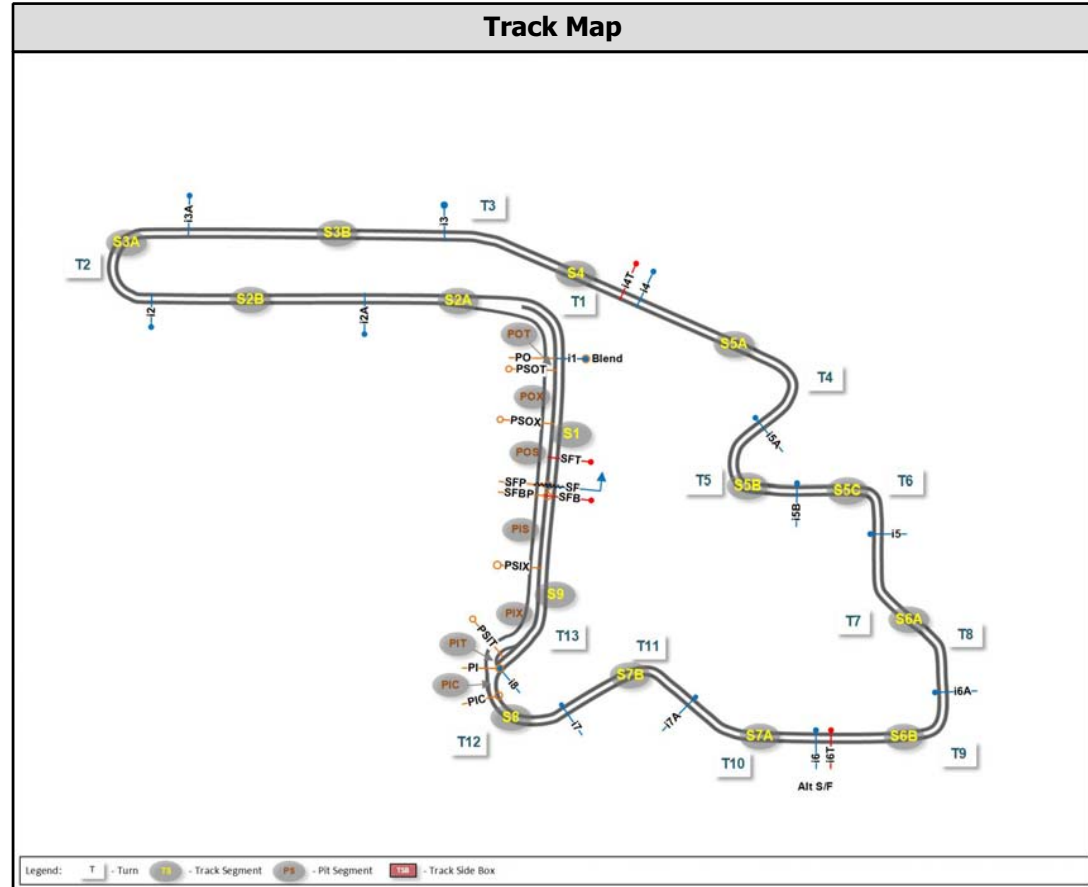 Track Map
i3A
i3
T3
S3A
S3B
T2
S4
i4T
i4
T1
S2B
S2A
i2
i2A
S5A
POT
PO
i1
Blend
PSOT
T4
POX
PSOX
S1
i5A
POS
SFT
SFP
SF
SFBP
SFB
T5
S5B
i5B
S5C
T6
PIS
i5
PSIX
S9
PIX
T7
S6A
T8
PSIT
T13
PIT
PI
T11
S7B
i8
PIC
PIC
i7A
i6A
S8
i7
T12
S7A
i6
i6T
S6B
T10
T9
Alt S/F
Legend: T - Turn TS - Track Segment PS - Pit Segment TSB - Track Side Box